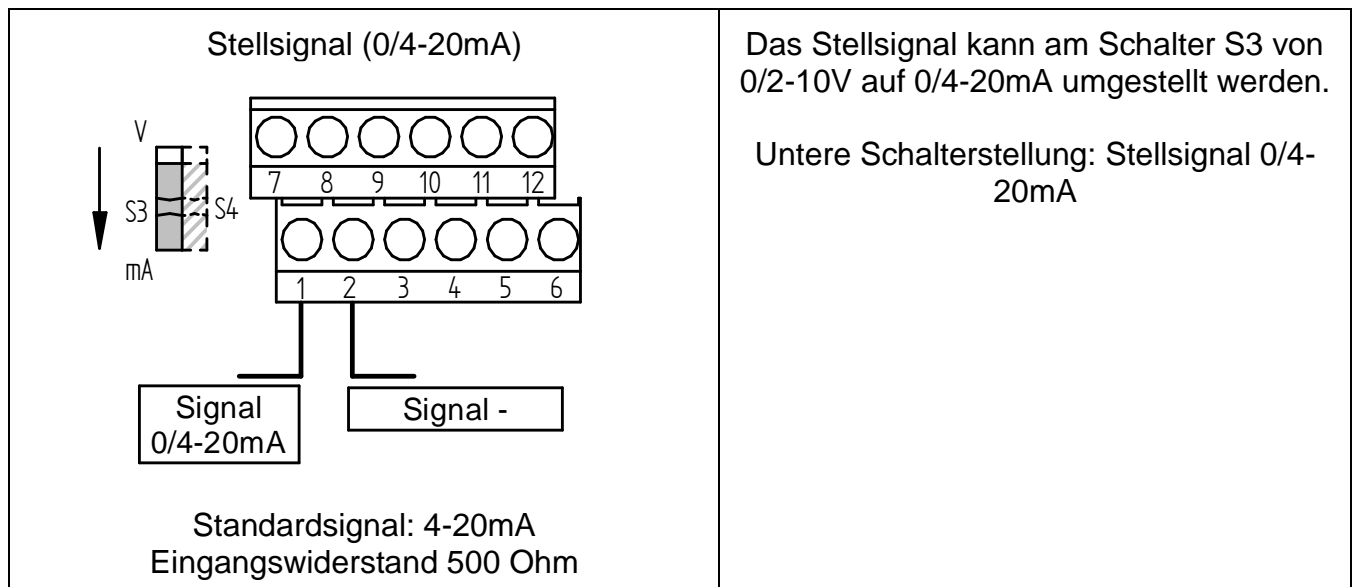 Stellsignal (0/4-20mA)
V
S3
S4
mA
7 8 9 10 11 12
1 2 3 4 5 6
Signal
0/4-20mA
Signal -
Standardsignal: 4-20mA
Eingangswiderstand 500 Ohm
Das Stellsignal kann am Schalter S3 von
0/2-10V auf 0/4-20mA umgestellt werden.
Untere Schalterstellung: Stellsignal 0/4-
20mA